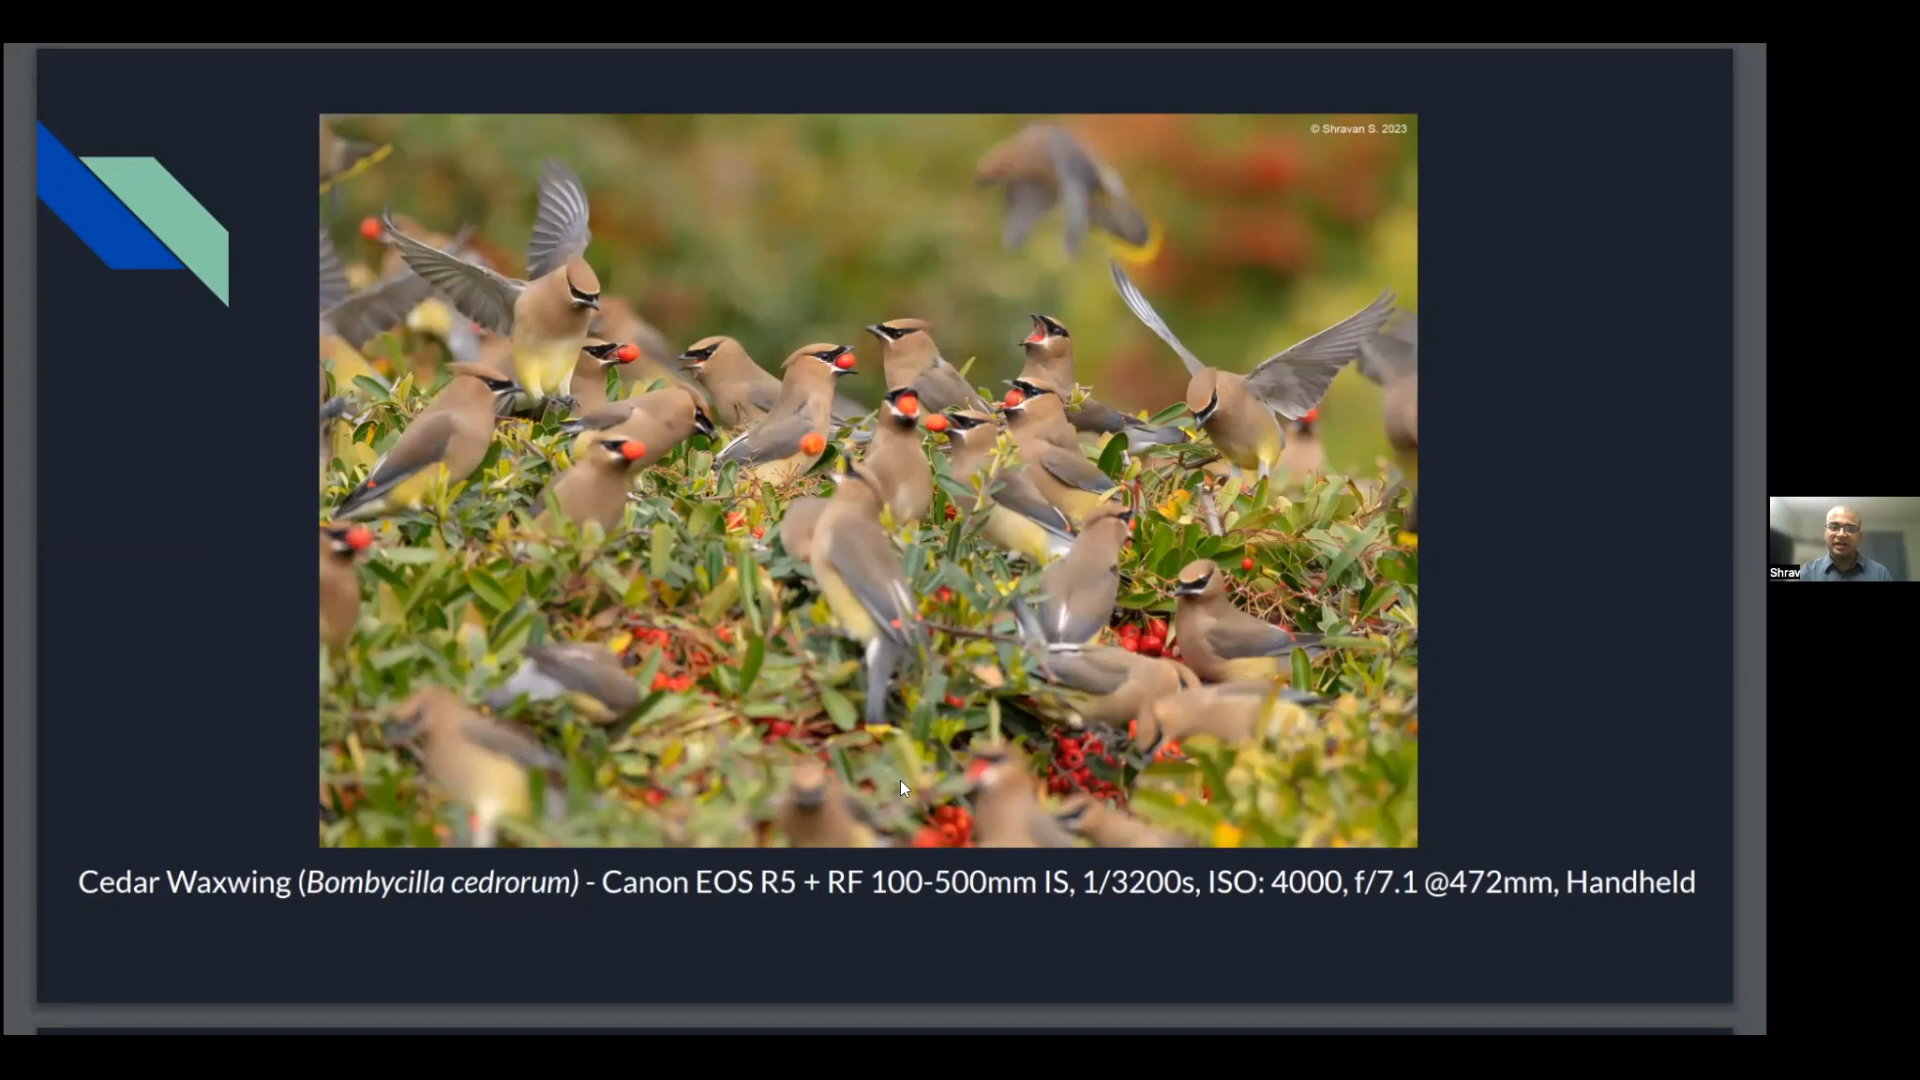 © Shravan S. 2023
Shrav
Cedar Waxwing (Bombycilla cedrorum) - Canon EOS R5 + RF 100-500mm IS, 1/3200s, ISO: 4000, f/7.1 @472mm, Handheld